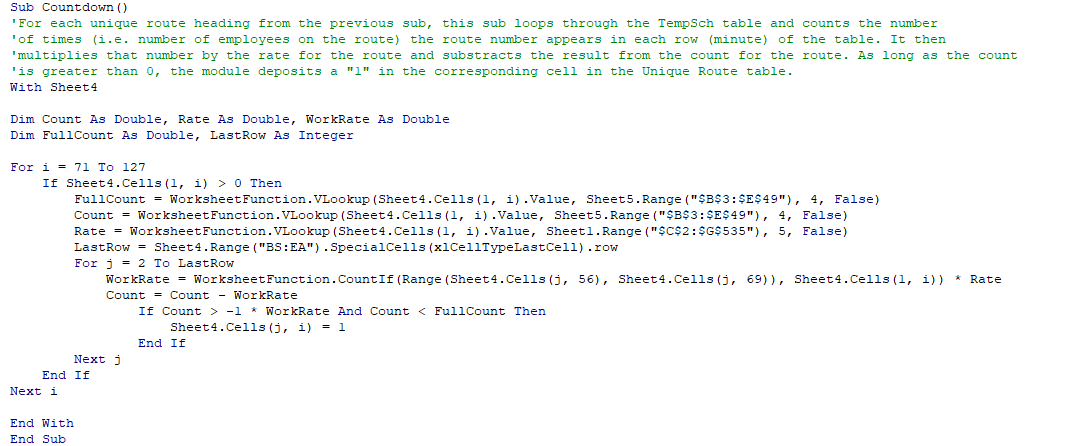 Sub Countdown()
'For each unique route heading from the previous sub, this sub loops through the TempSch table and counts the number
'of times (i.e. number of employees on the route) the route number appears in each row (minute) of the table. It then
'multiplies that number by the rate for the route and substracts the result from the count for the route. As long as the count
'is greater than 0, the module deposits a "1" in the corresponding cell in the Unique Route table.
With Sheet4
Dim Count As Double, Rate As Double, WorkRate As Double
Dim FullCount As Double, LastRow As Integer
For i = 71 To 127
If Sheet4.Cells(1, i) > 0 Then
FullCount = WorksheetFunction.VLookup(Sheet4.Cells(1, i).Value, Sheet5.Range("$B$3:$E$49"), 4, False)
Count = WorksheetFunction.VLookup(Sheet4.Cells(1, i).Value, Sheet5.Range("$B$3:$E$49"), 4, False)
Rate = WorksheetFunction.VLookup(Sheet4.Cells(1, i).Value, Sheet1.Range("$C$2:$G$535"), 5, False)
LastRow = Sheet4.Range("BS:EA").SpecialCells(xlCellTypeLastCell).row
For j = 2 To LastRow
WorkRate = WorksheetFunction.CountIf(Range(Sheet4.Cells(j, 56), Sheet4.Cells(j, 69)), Sheet4.Cells(1, i)) * Rate
Count = Count - WorkRate
If Count > -1 * WorkRate And Count < FullCount Then
Sheet4.Cells(j, i) = 1
End If
Next j
End If
Next i
End With
End Sub